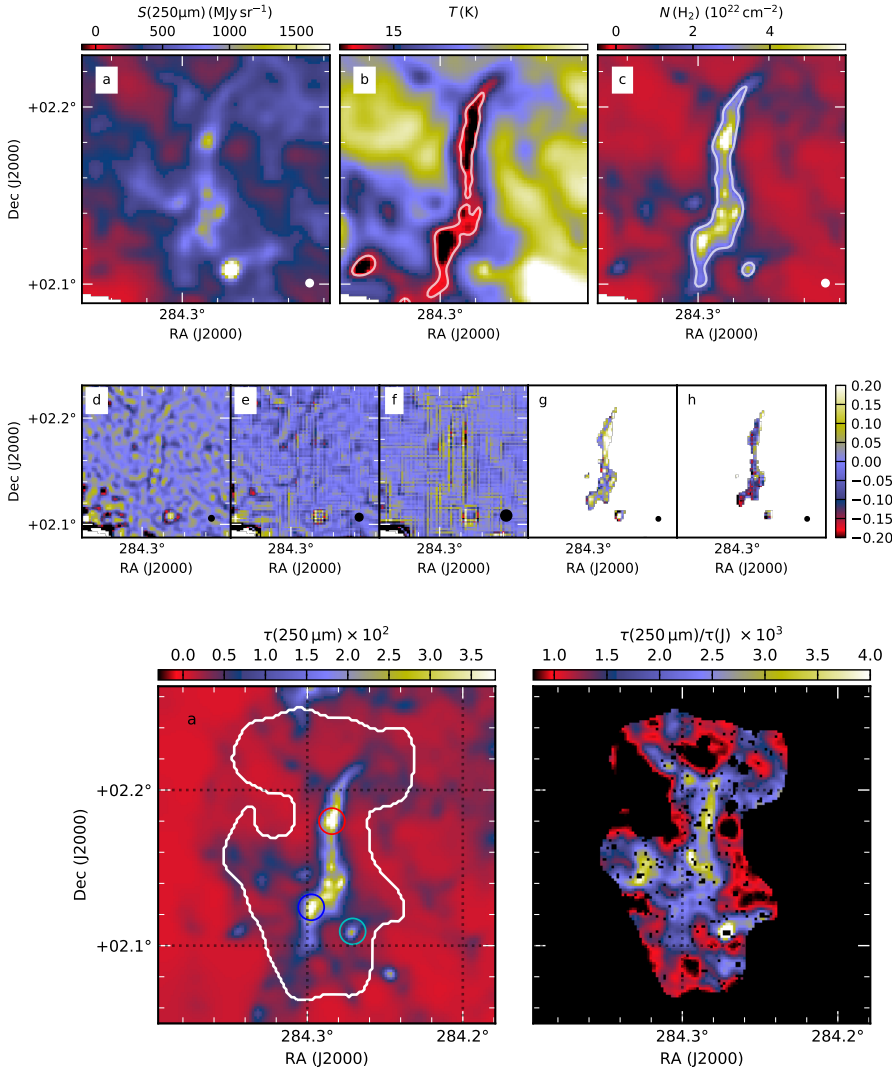 S(250μm) (MJy sr⁻¹) T (K) N (H₂) (10²² cm⁻²)
0 500 1000 1500 15 0 2 4
a b c
+02.2°
Dec (J2000)
+02.1°
284.3° 284.3° 284.3°
RA (J2000) RA (J2000) RA (J2000)
d e f g h
+02.2°
Dec (J2000)
+02.1°
0.20
0.15
0.10
0.05
0.00
−0.05
−0.10
−0.15
−0.20
284.3° 284.3° 284.3° 284.3° 284.3°
RA (J2000) RA (J2000) RA (J2000) RA (J2000) RA (J2000)
τ(250 μm) × 10² τ(250 μm)/τ(J) × 10³
0.0 0.5 1.0 1.5 2.0 2.5 3.0 3.5 1.0 1.5 2.0 2.5 3.0 3.5 4.0
a
+02.2°
Dec (J2000)
+02.1°
284.3° 284.2° 284.3° 284.2°
RA (J2000) RA (J2000)